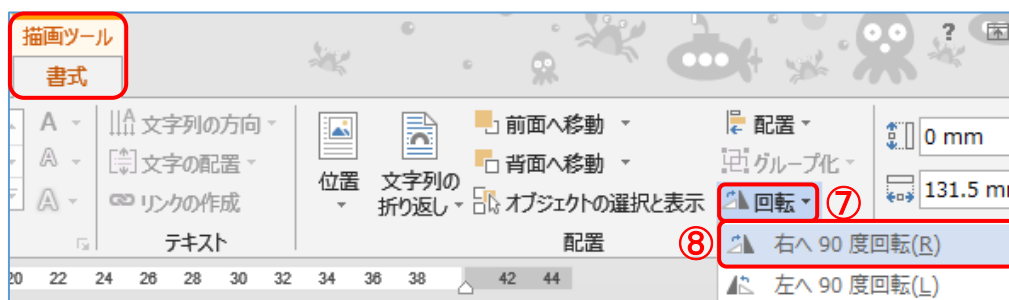 描画ツール
?
書式
A
文字列の方向
前面へ移動
配置
0 mm
A
文字の配置
背面へ移動
グループ化
位置
文字列の
折り返し
A
リンクの作成
オブジェクトの選択と表示
回転
⑦
131.5 mm
テキスト
配置
⑧
右へ 90 度回転(R)
20 22 24 26 28 30 32 34 36 38 42 44
左へ 90 度回転(L)